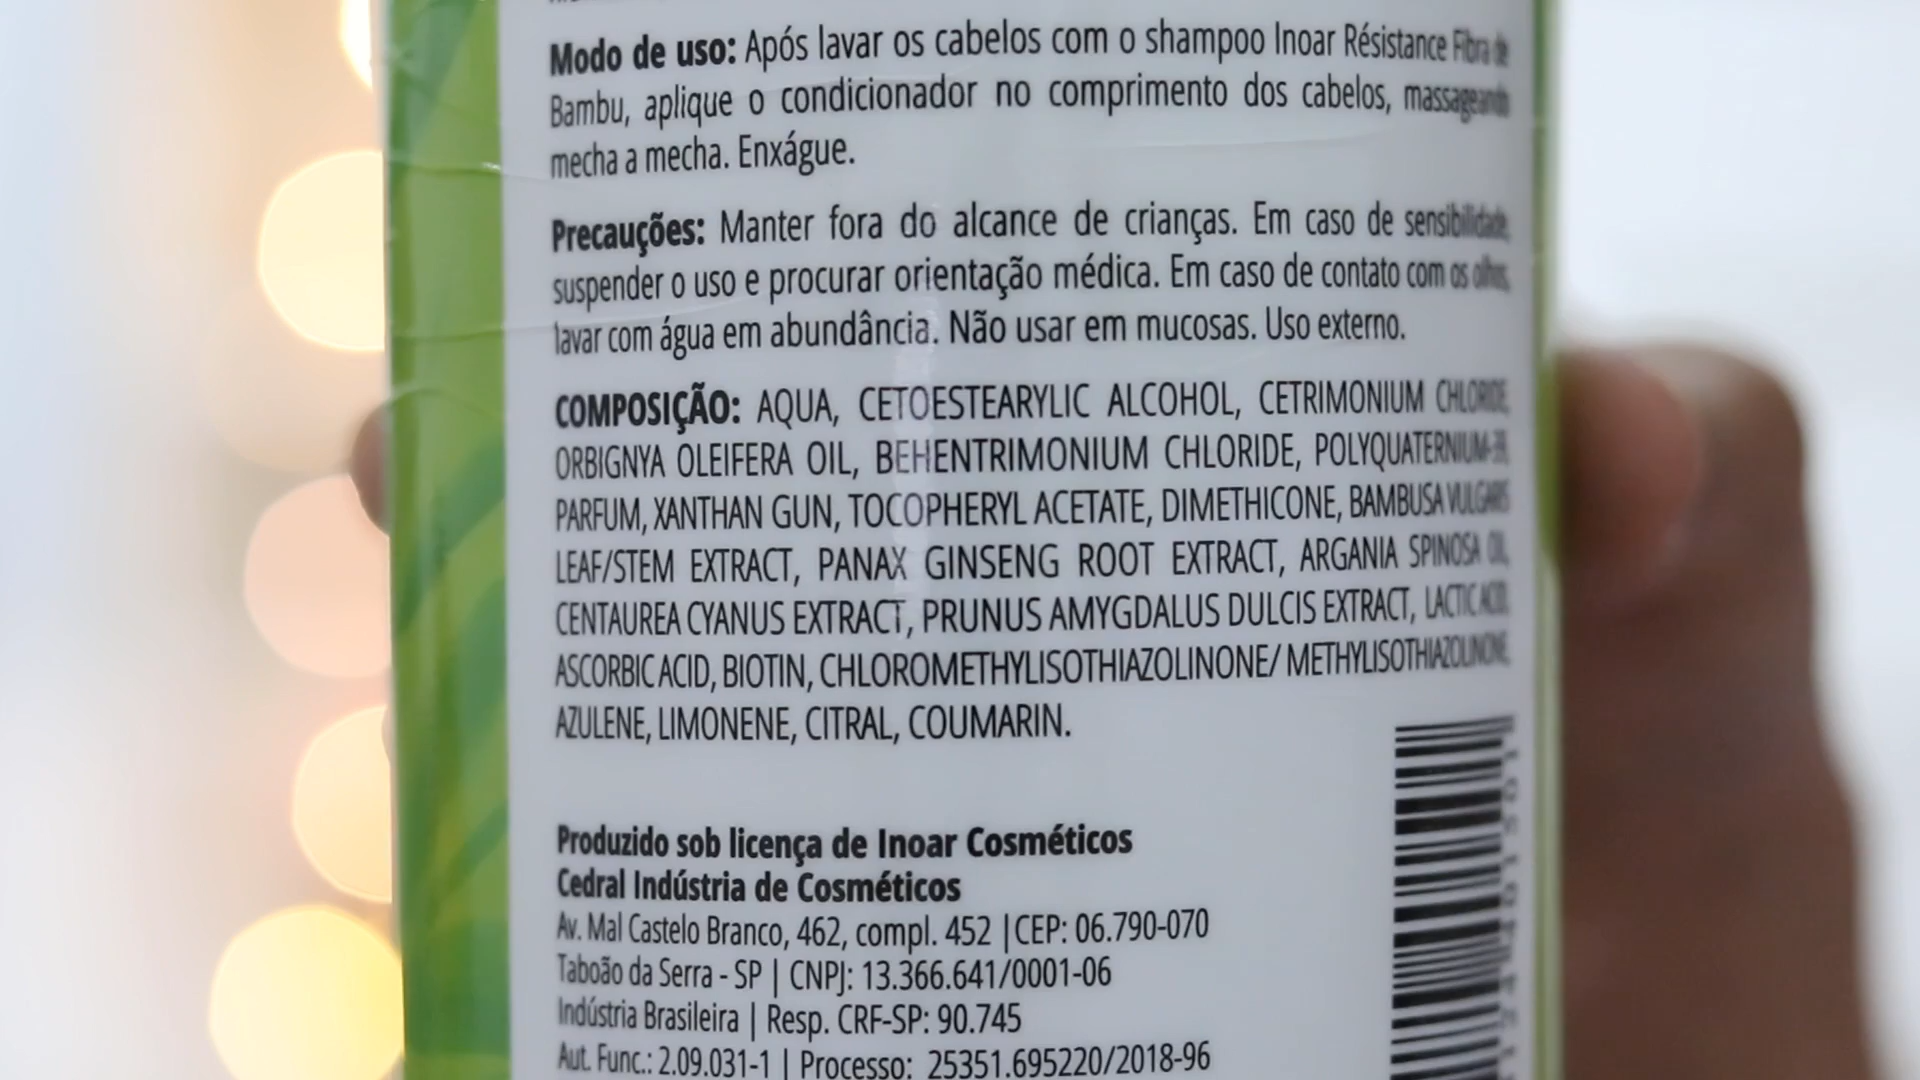 Modo de uso: Após lavar os cabelos com o shampoo Inoar Résistance Fibra de
Bambu, aplique o condicionador no comprimento dos cabelos, massageando
mecha a mecha. Enxágue.
Precauções: Manter fora do alcance de crianças. Em caso de sensibilidade,
suspender o uso e procurar orientação médica. Em caso de contato com os olhos,
lavar com água em abundância. Não usar em mucosas. Uso externo.
COMPOSIÇÃO: AQUA, CETOESTEARYLIC ALCOHOL, CETRIMONIUM CHLORIDE,
ORBIGNYA OLEIFERA OIL, BEHENTRIMONIUM CHLORIDE,
PARFUM, XANTHAN GUN, TOCOPHERYL ACETATE, DIMETHICONE, BAMBUSA VULGARIS
LEAF/STEM EXTRACT, PANAX GINSENG ROOT EXTRACT, ARGANIA SPINOSA OIL,
CENTAUREA CYANUS EXTRACT, PRUNUS AMYGDALUS DULCIS EXTRACT, LACTIC ACID,
ASCORBIC ACID, BIOTIN, CHLOROMETHYLISOTHIAZOLINONE/ METHYLISOTHIAZOLINONE,
AZULENE, LIMONENE, CITRAL, COUMARIN.
Produzido sob licença de Inoar Cosméticos
Cedral Indústria de Cosméticos
Av. Mal Castelo Branco, 462, compl. 452 | CEP: 06.790-070
Taboão da Serra - SP | CNPJ: 13.366.641/0001-06
Indústria Brasileira | Resp. CRF-SP: 90.745
Aut. Func.: 2.09.031-1 | Processo: 25351.695220/2018-96